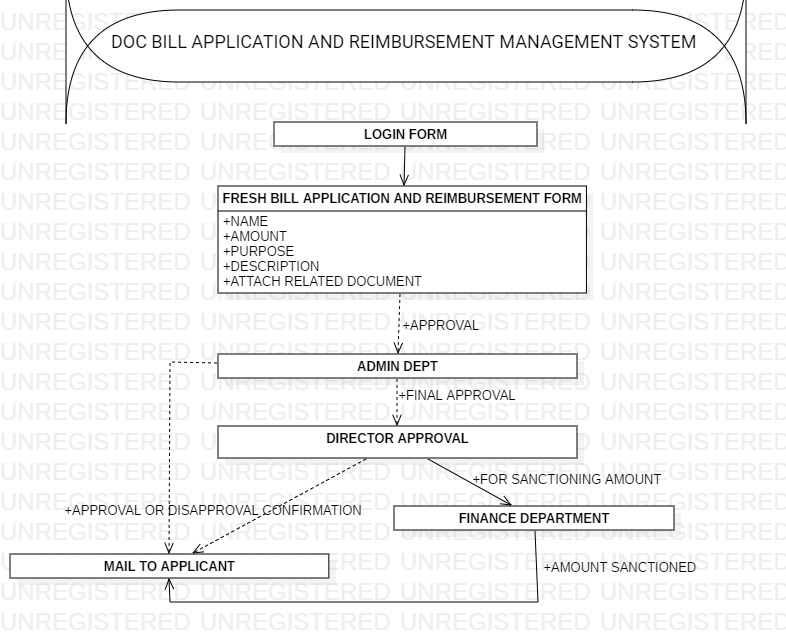 DOC BILL APPLICATION AND REIMBURSEMENT MANAGEMENT SYSTEM
LOGIN FORM
FRESH BILL APPLICATION AND REIMBURSEMENT FORM
+NAME
+AMOUNT
+PURPOSE
+DESCRIPTION
+ATTACH RELATED DOCUMENT
+APPROVAL
ADMIN DEPT
+FINAL APPROVAL
DIRECTOR APPROVAL
+FOR SANCTIONING AMOUNT
+APPROVAL OR DISAPPROVAL CONFIRMATION
FINANCE DEPARTMENT
MAIL TO APPLICANT
+AMOUNT SANCTIONED
UNREGISTERED